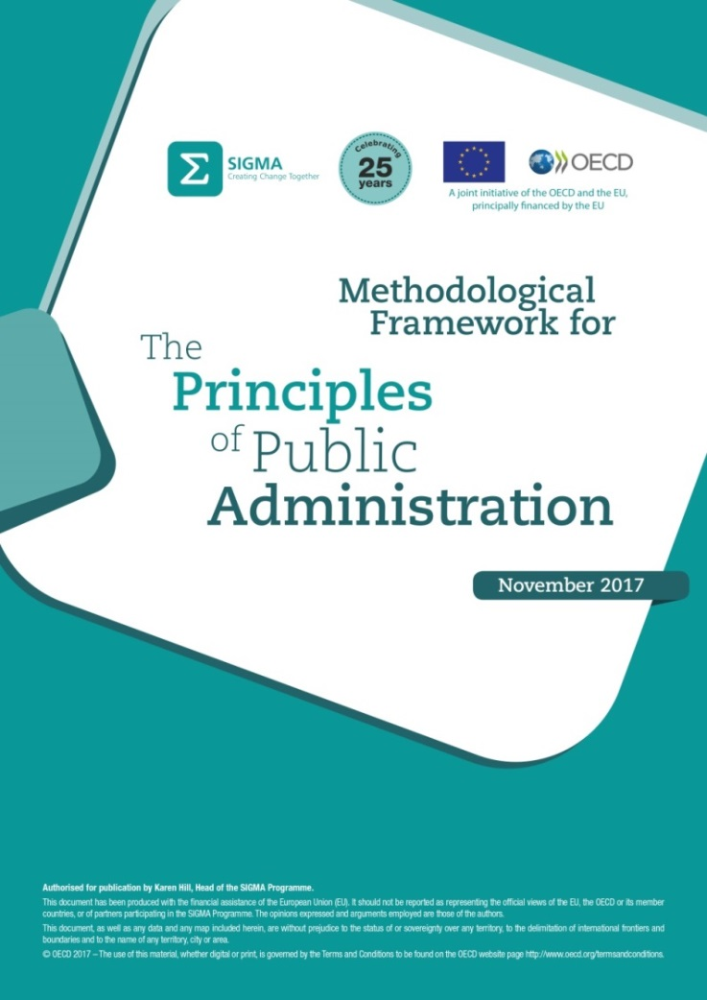 SIGMA
Creating Change Together
Celebrating
25
years
OECD
A joint initiative of the OECD and the EU,
principally financed by the EU
Methodological
Framework for
The
Principles
of Public
Administration
November 2017
Authorised for publication by Karen Hill, Head of the SIGMA Programme.
This document has been produced with the financial assistance of the European Union (EU). It should not be reported as representing the official views of the EU, the OECD or its member
countries, or of partners participating in the SIGMA Programme. The opinions expressed and arguments employed are those of the authors.
This document, as well as any data and any map included herein, are without prejudice to the status of or sovereignty over any territory, to the delimitation of international frontiers and
boundaries and to the name of any territory, city or area.
© OECD 2017 – The use of this material, whether digital or print, is governed by the Terms and Conditions to be found on the OECD website page http://www.oecd.org/termsandconditions.